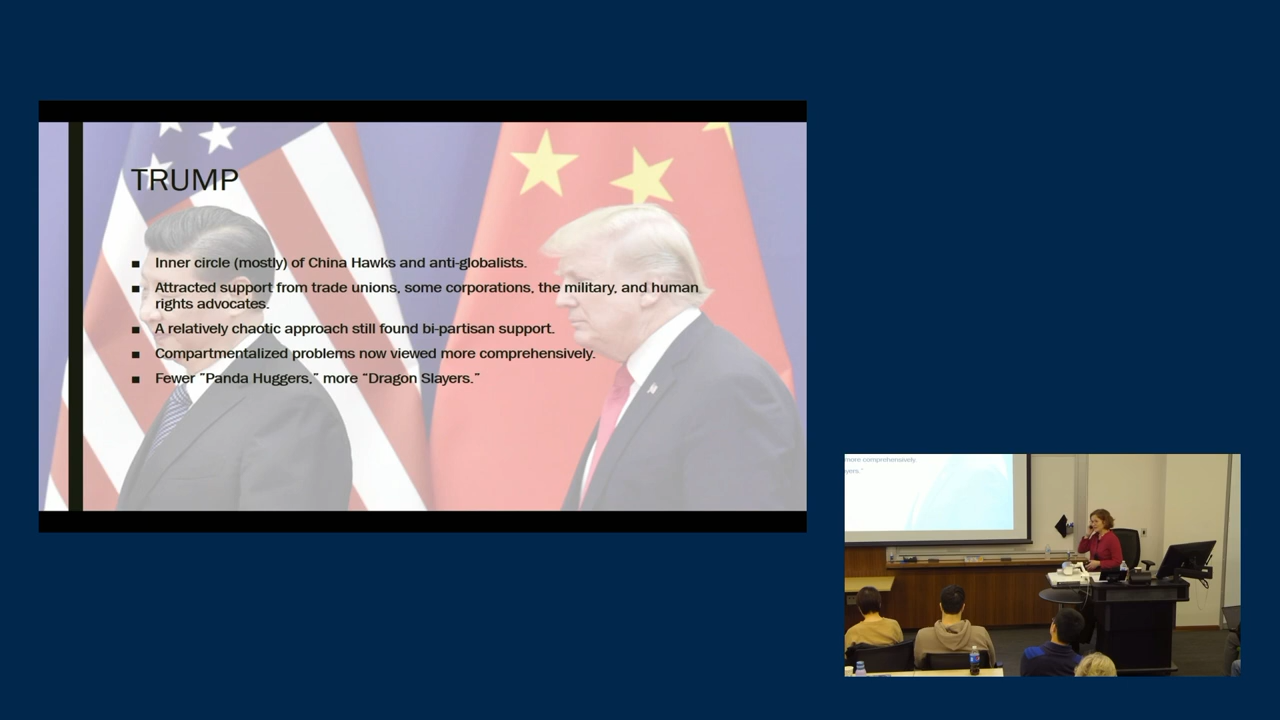 TRUMP
■ Inner circle (mostly) of China Hawks and anti-globalists.
■ Attracted support from trade unions, some corporations, the military, and human
rights advocates.
■ A relatively chaotic approach still found bi-partisan support.
■ Compartmentalized problems now viewed more comprehensively.
■ Fewer “Panda Huggers,” more “Dragon Slayers.”
more comprehensively.
ayers.”